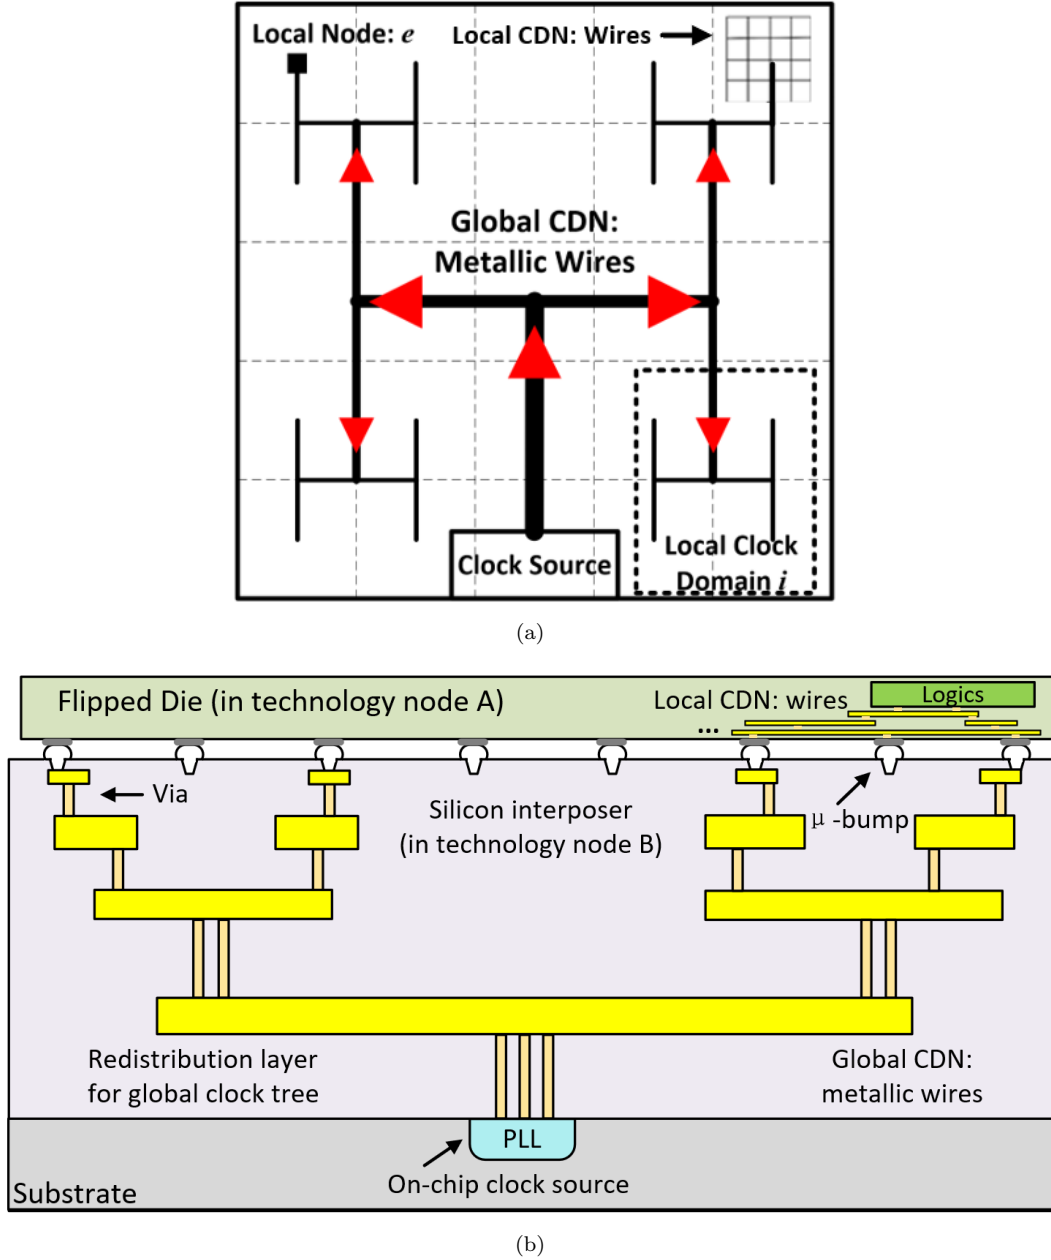 Local Node: e
Local CDN: Wires
Global CDN:
Metallic Wires
Clock Source
Local Clock
Domain i
(a)
Flipped Die (in technology node A)
Local CDN: wires
Logics
...
Via
Silicon interposer
(in technology node B)
μ-bump
Redistribution layer
for global clock tree
Global CDN:
metallic wires
PLL
On-chip clock source
Substrate
(b)